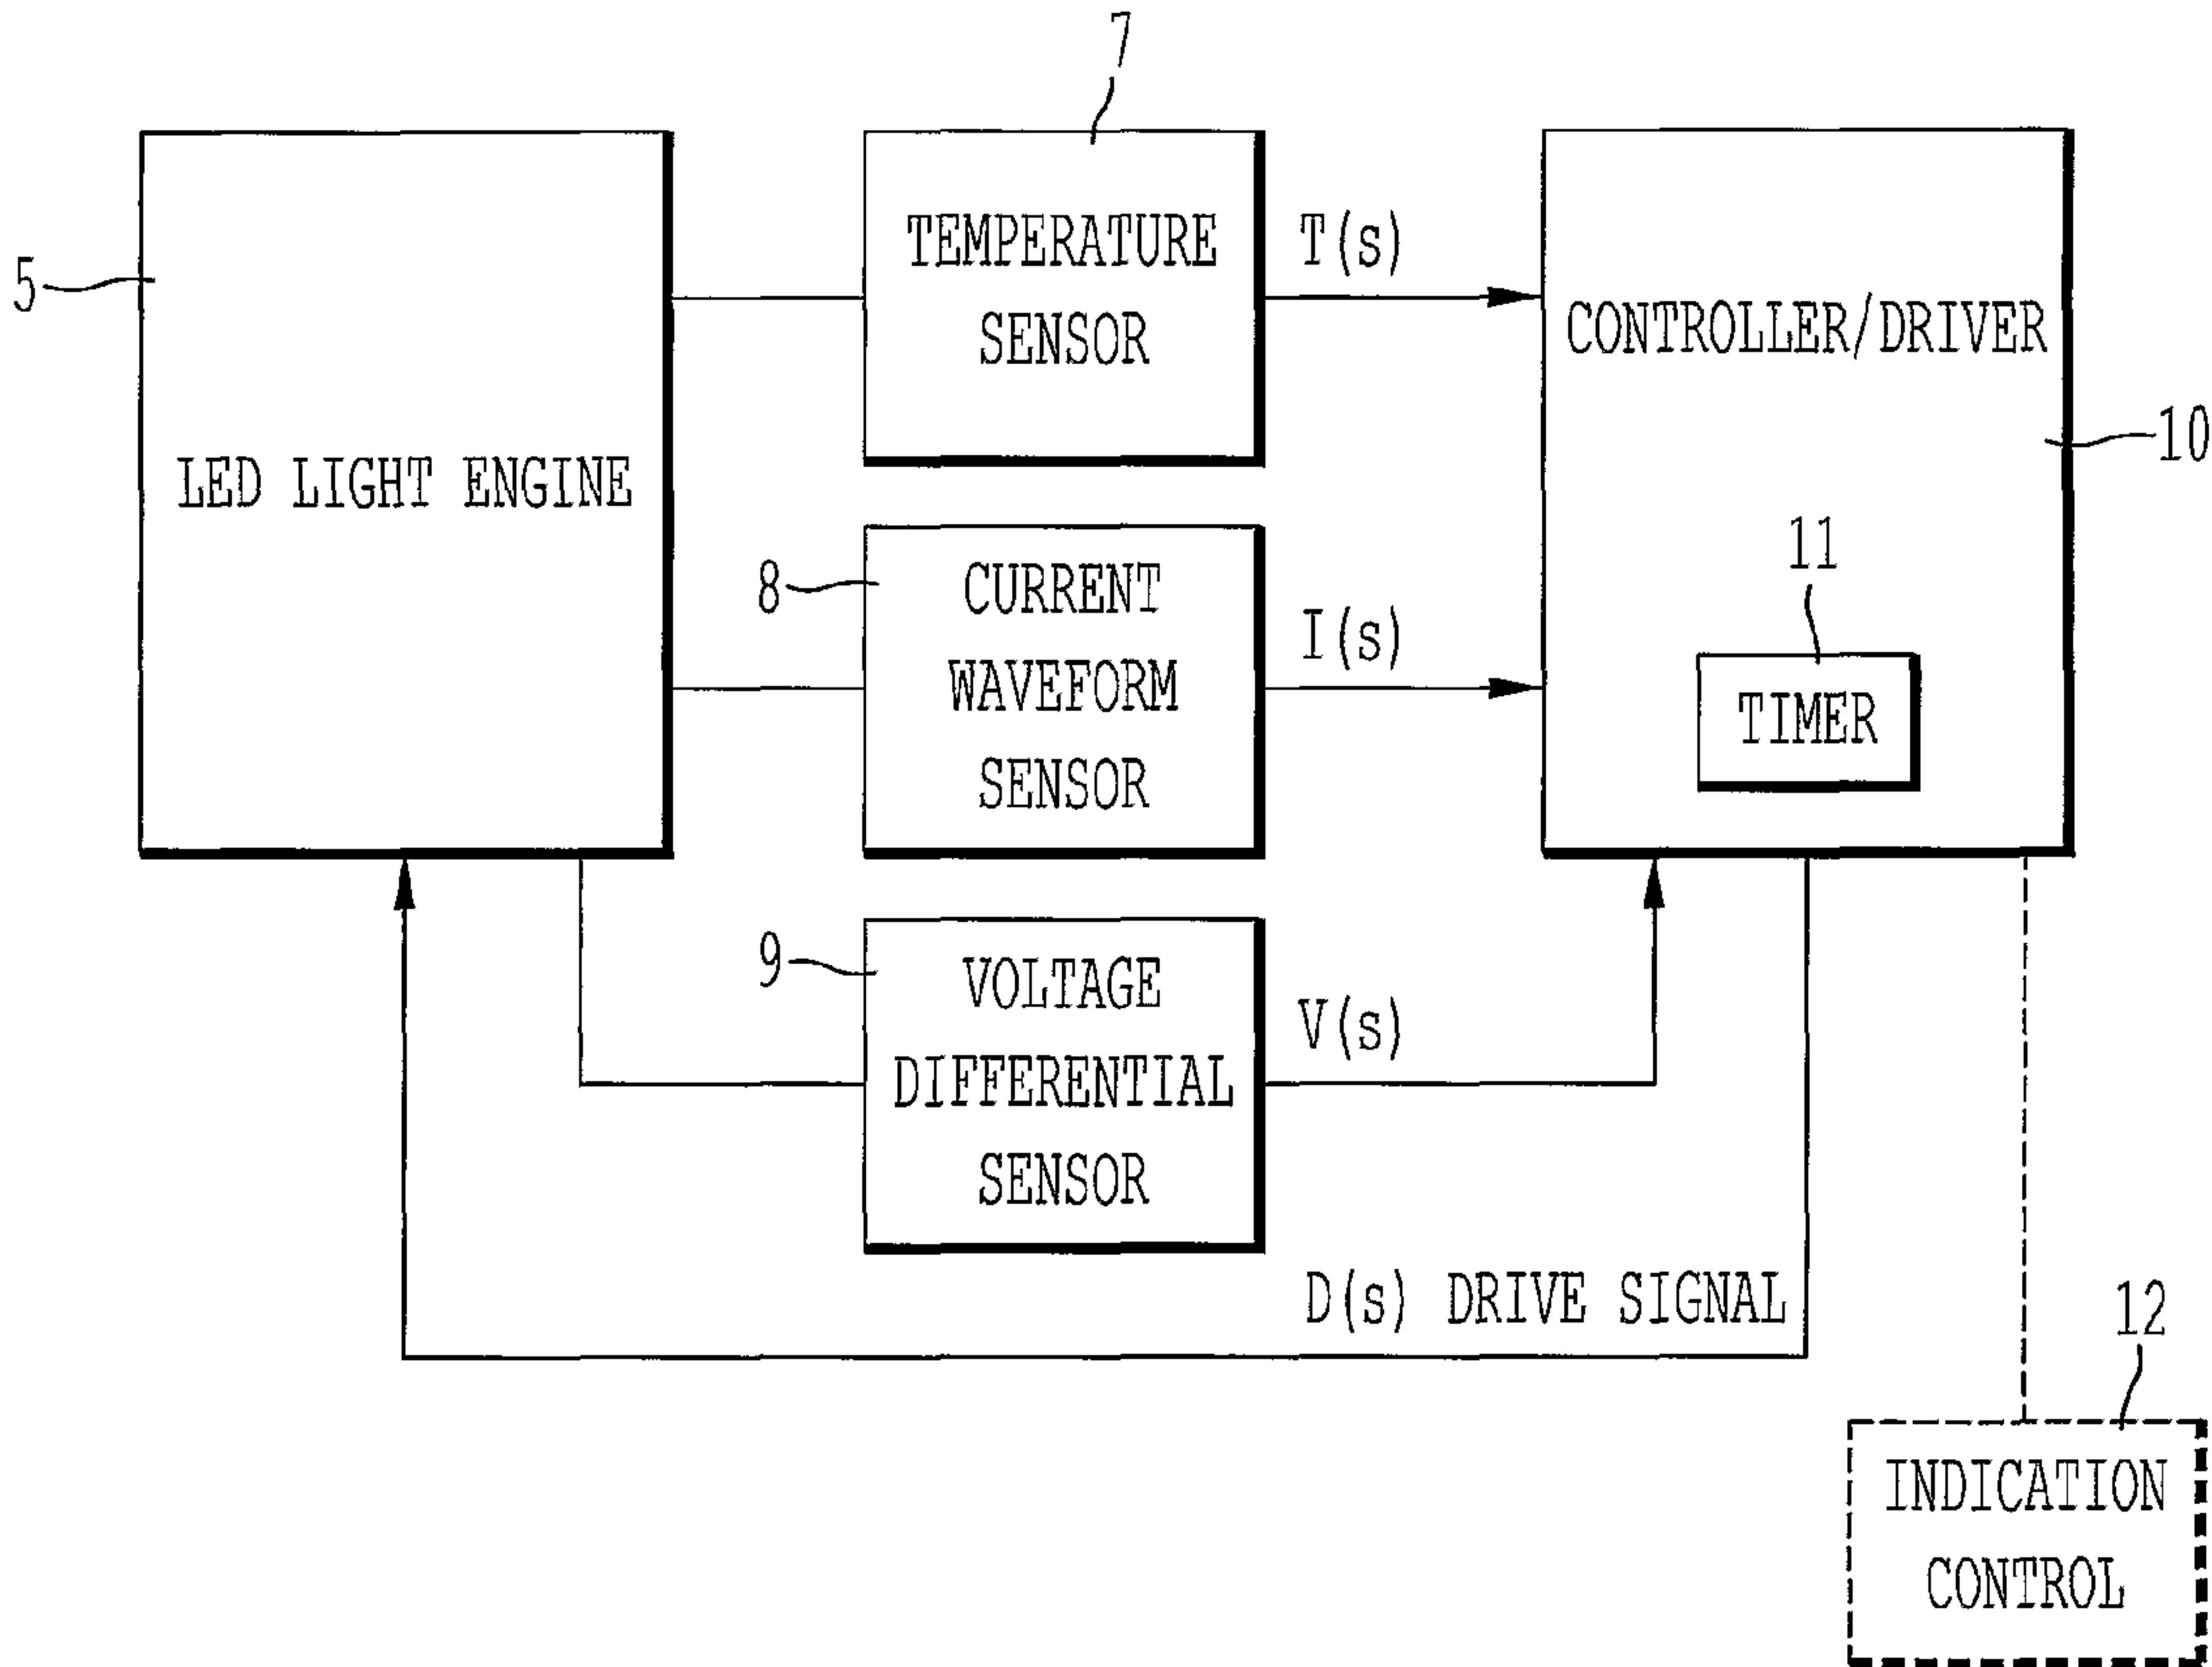 7
5
LED LIGHT ENGINE
TEMPERATURE
SENSOR
T(s)
CONTROLLER/DRIVER
10
8
CURRENT
WAVEFORM
SENSOR
I(s)
11
TIMER
9
VOLTAGE
DIFFERENTIAL
SENSOR
V(s)
D(s) DRIVE SIGNAL
12
INDICATION
CONTROL